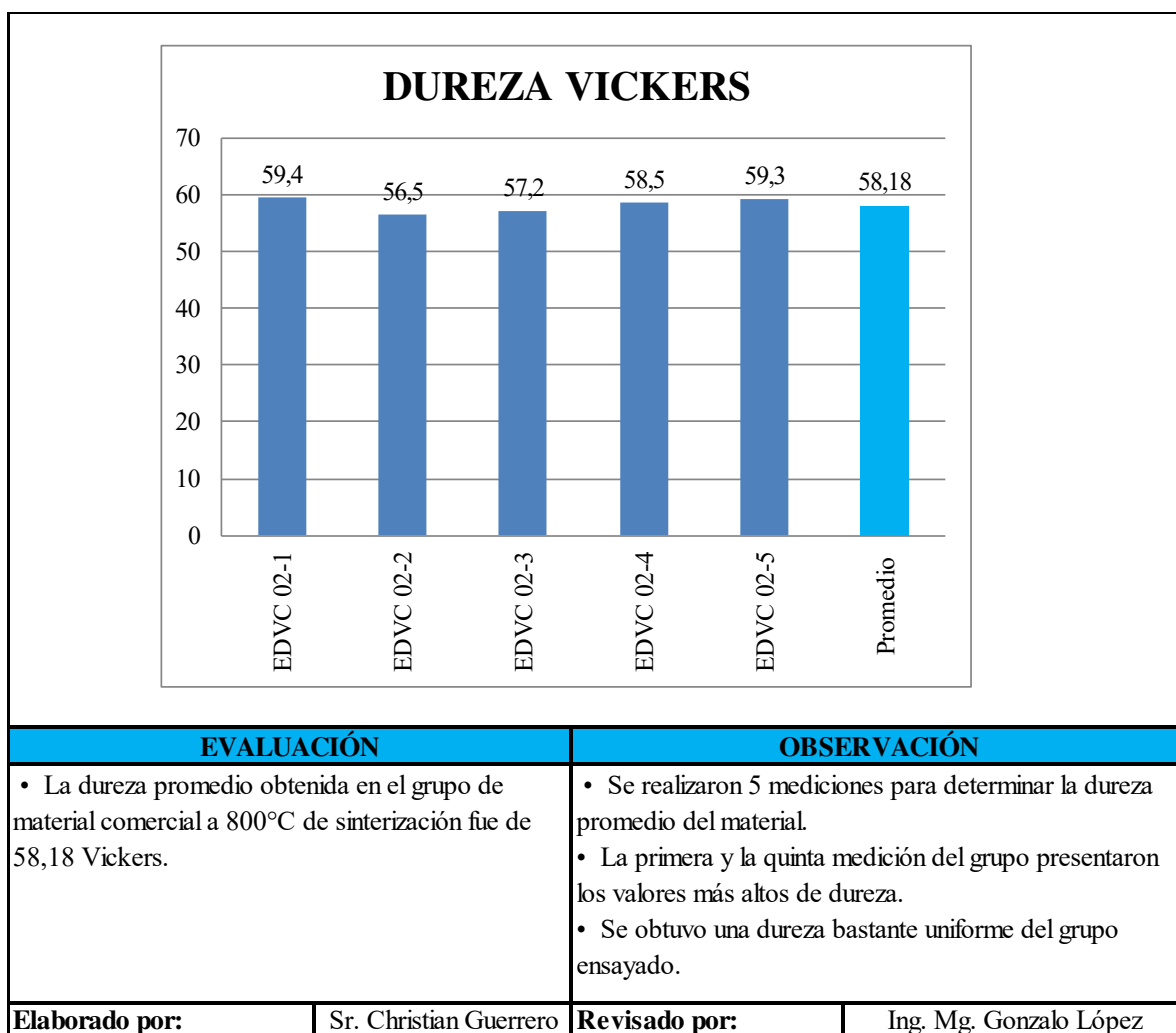 DUREZA VICKERS
70
60
50
40
30
20
10
0
59,4
56,5
57,2
58,5
59,3
58,18
EDVC 02-1
EDVC 02-2
EDVC 02-3
EDVC 02-4
EDVC 02-5
Promedio
EVALUACIÓN
• La dureza promedio obtenida en el grupo de
material comercial a 800°C de sinterización fue de
58,18 Vickers.
OBSERVACIÓN
• Se realizaron 5 mediciones para determinar la dureza
promedio del material.
• La primera y la quinta medición del grupo presentaron
los valores más altos de dureza.
• Se obtuvo una dureza bastante uniforme del grupo
ensayado.
Elaborado por: Sr. Christian Guerrero Revisado por: Ing. Mg. Gonzalo López